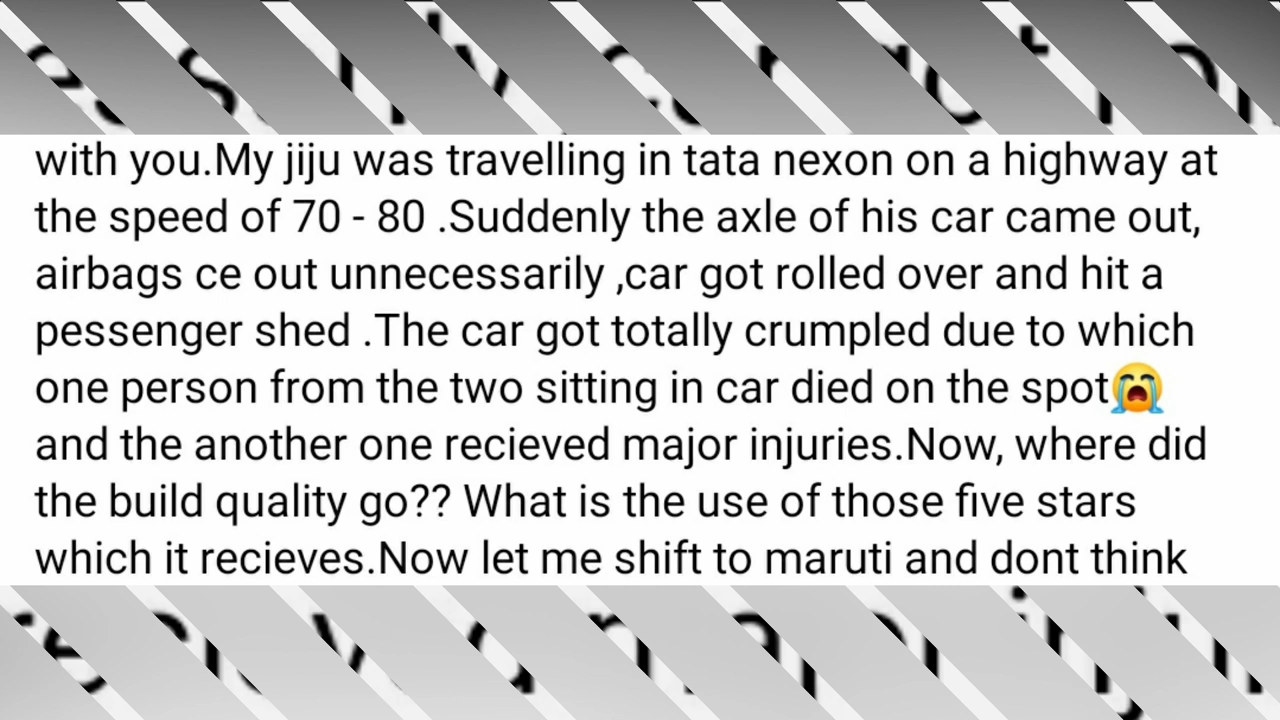 with you.My jiju was travelling in tata nexon on a highway at
the speed of 70 - 80 .Suddenly the axle of his car came out,
airbags ce out unnecessarily ,car got rolled over and hit a
pessenger shed .The car got totally crumpled due to which
one person from the two sitting in car died on the spot😭
and the another one recieved major injuries.Now, where did
the build quality go?? What is the use of those five stars
which it recieves.Now let me shift to maruti and dont think